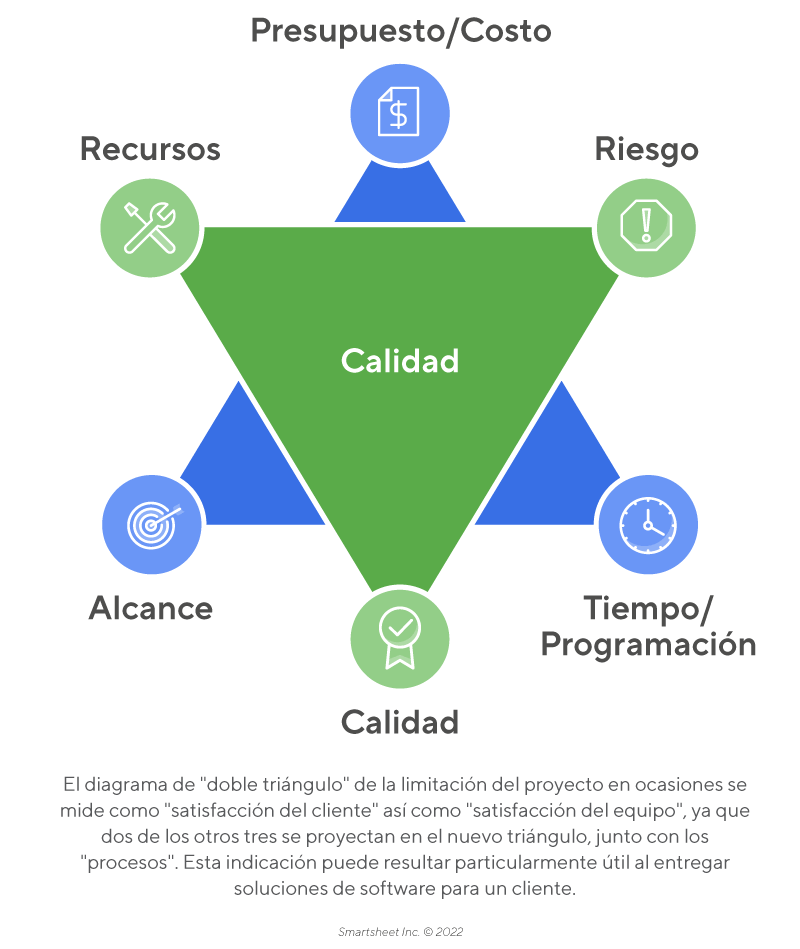 Presupuesto/Costo
Recursos
Riesgo
$
!
Calidad
Alcance
Tiempo/
Programación
Calidad
El diagrama de "doble triángulo" de la limitación del proyecto en ocasiones se
mide como "satisfacción del cliente" así como "satisfacción del equipo", ya que
dos de los otros tres se proyectan en el nuevo triángulo, junto con los
"procesos". Esta indicación puede resultar particularmente útil al entregar
soluciones de software para un cliente.
Smartsheet Inc. © 2022